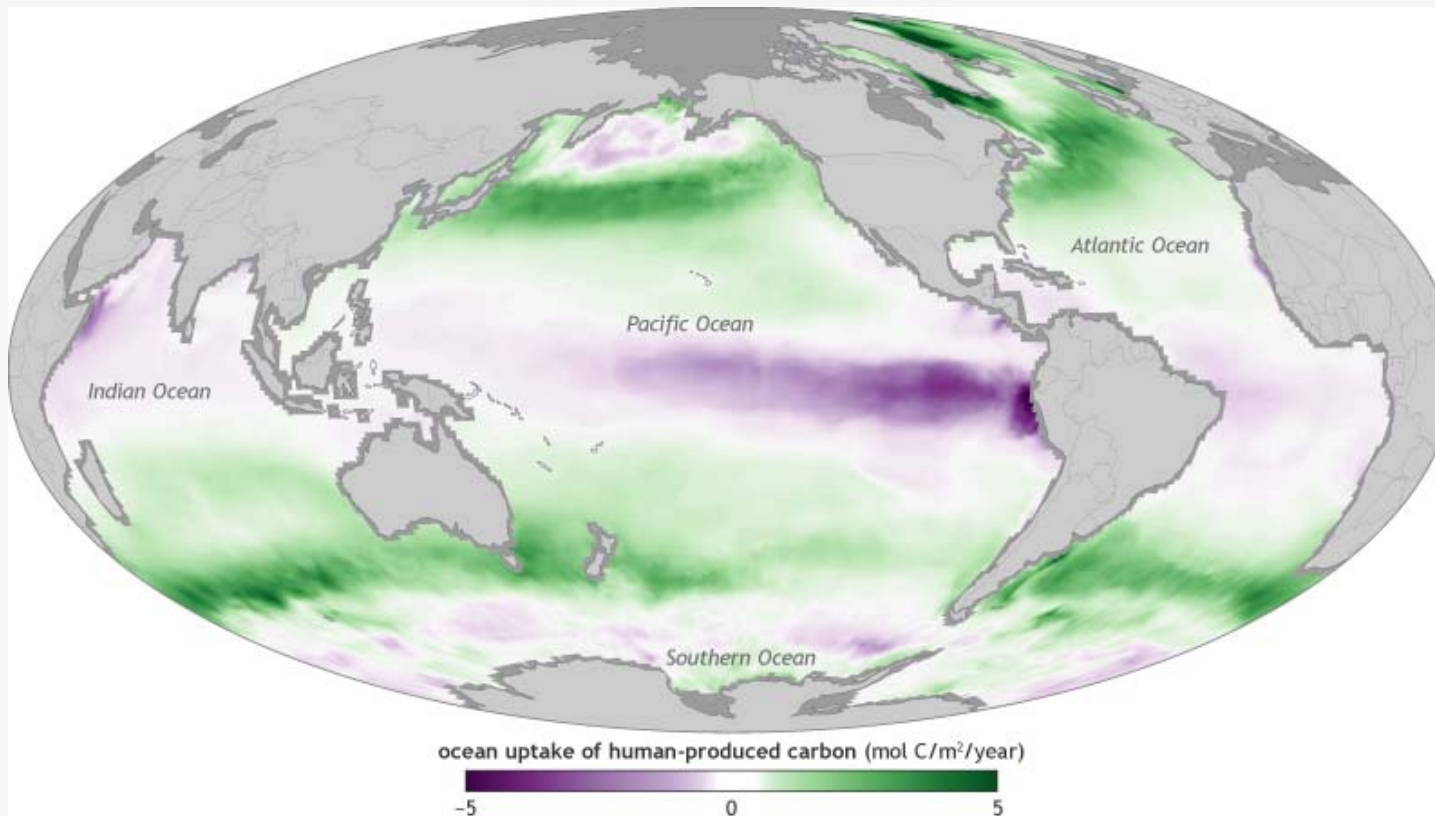 Atlantic Ocean
Pacific Ocean
Indian Ocean
Southern Ocean
ocean uptake of human-produced carbon (mol C/m²/year)
−5 0 5